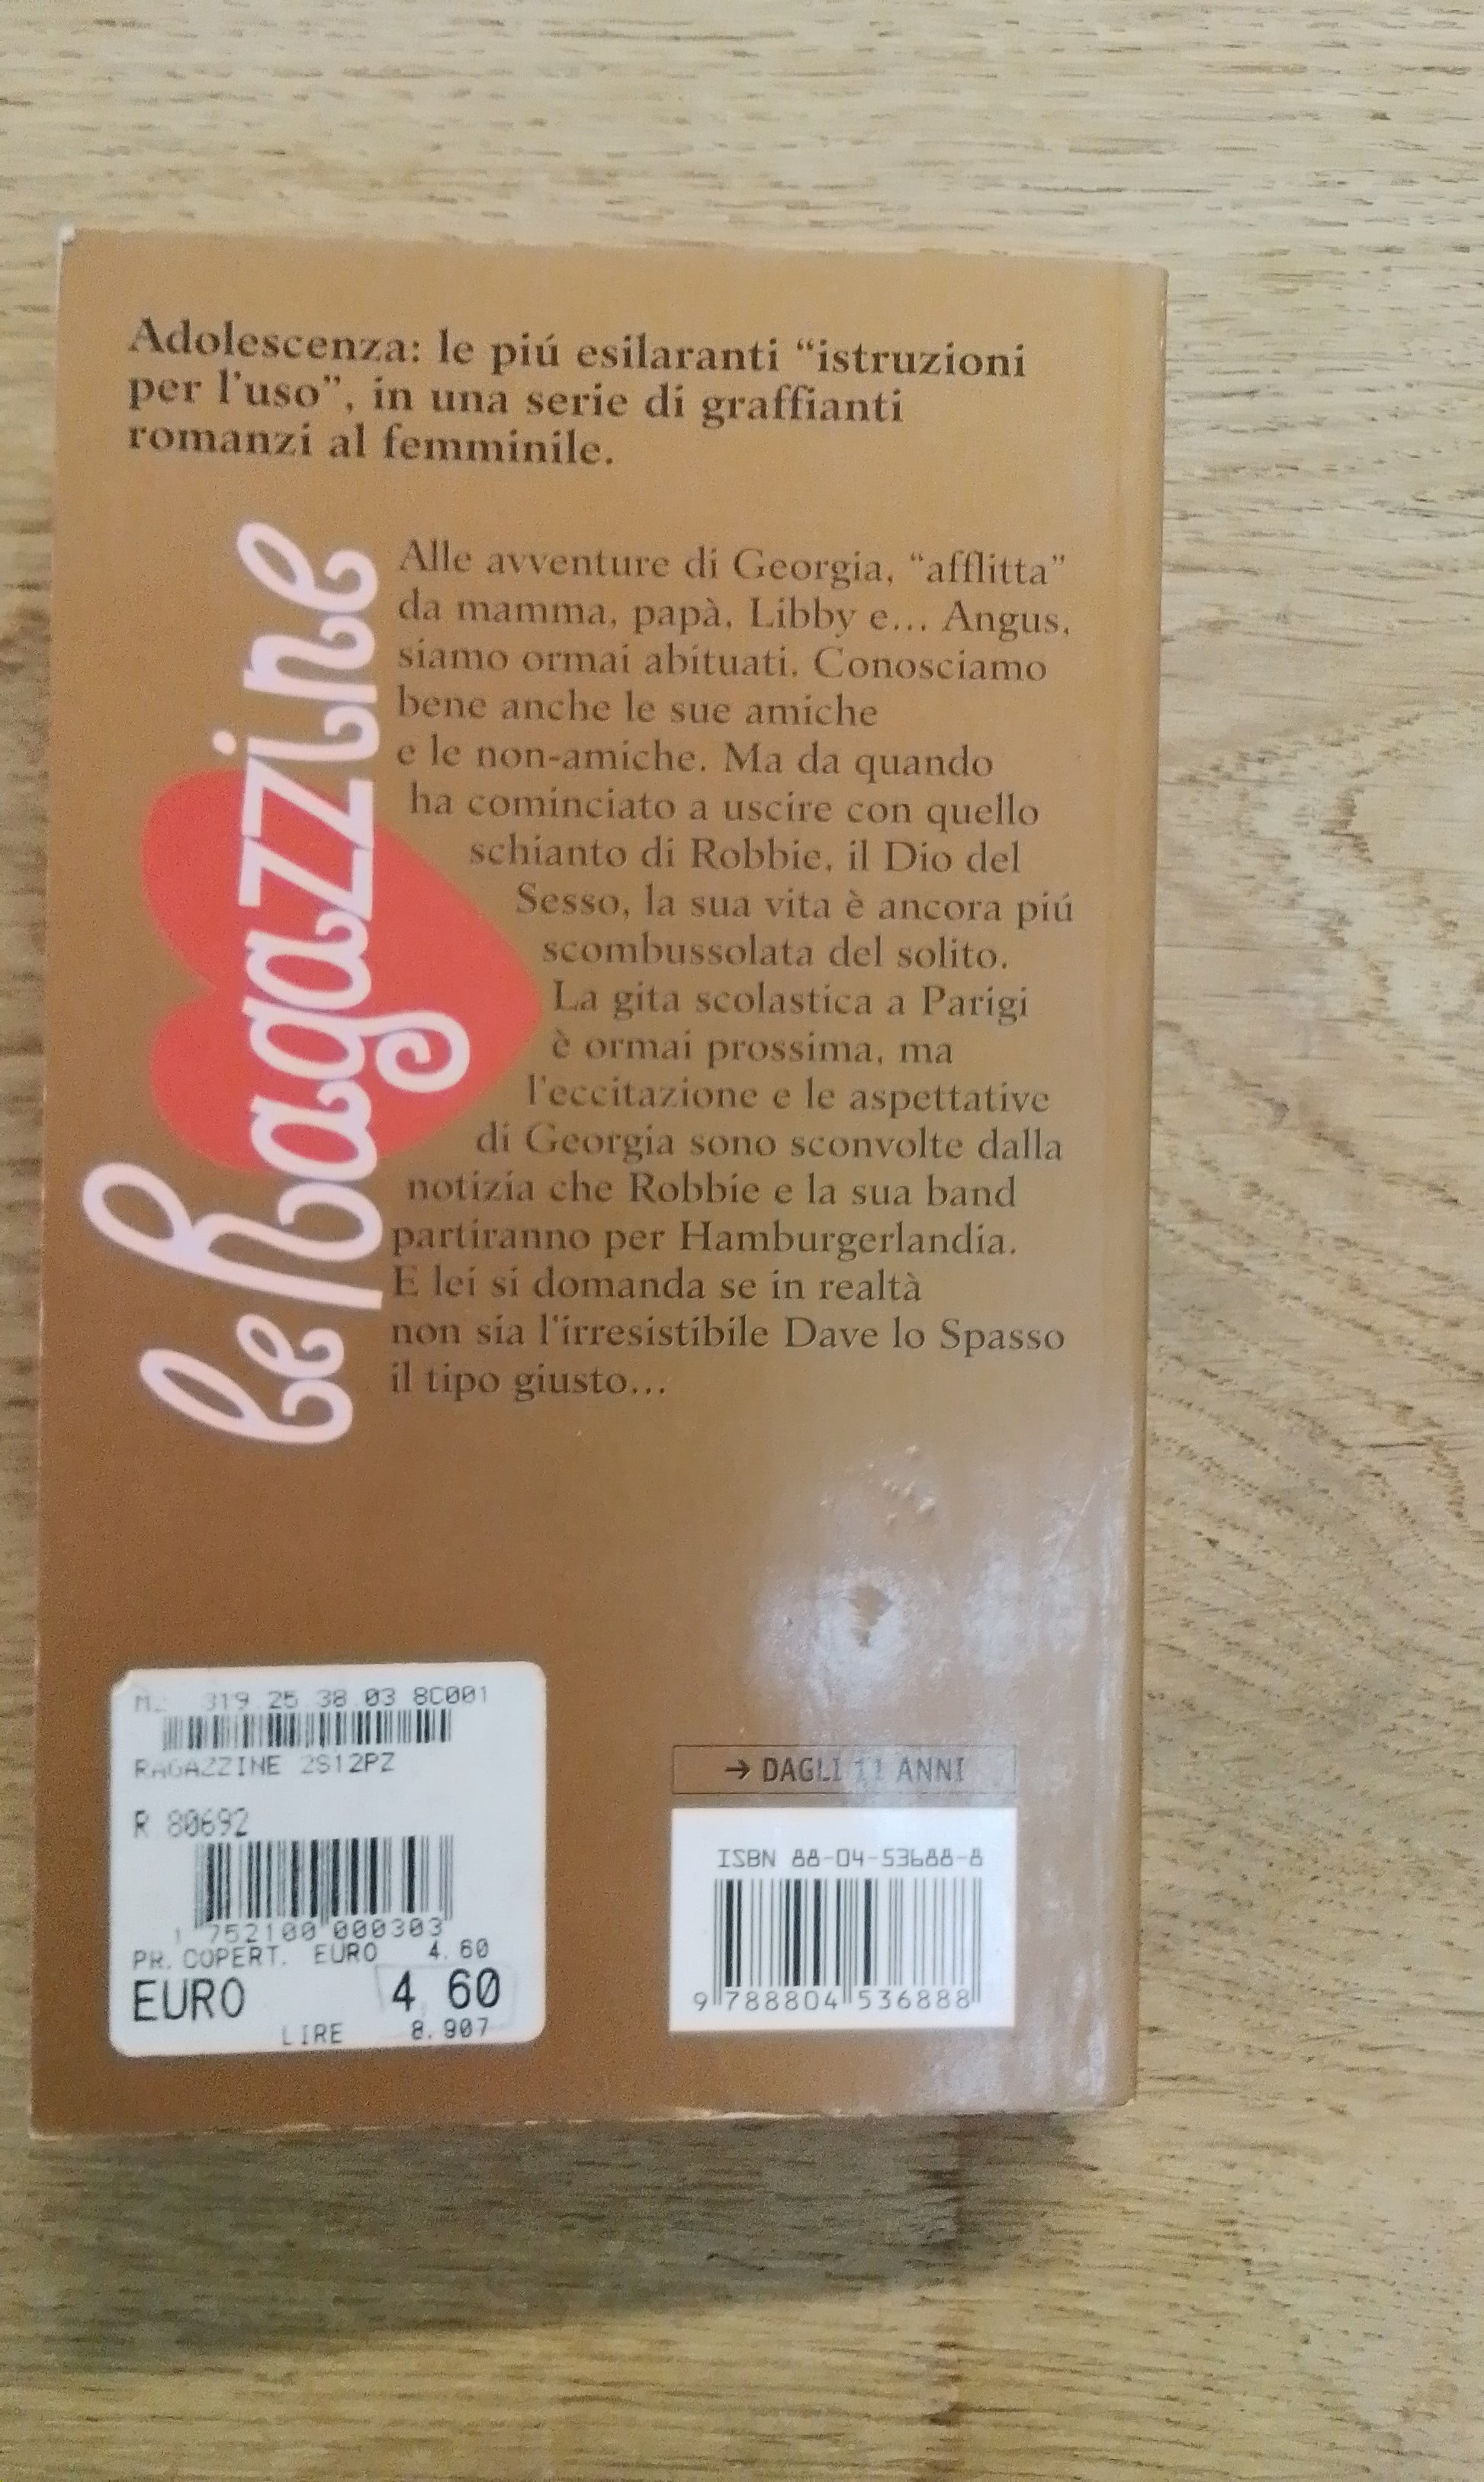 Adolescenza: le piú esilaranti “istruzioni
per l'uso”, in una serie di graffianti
romanzi al femminile.
le Ragazzine
Alle avventure di Georgia, “afflitta”
da mamma, papà, Libby e... Angus,
siamo ormai abituati. Conosciamo
bene anche le sue amiche
e le non-amiche. Ma da quando
ha cominciato a uscire con quello
schianto di Robbie, il Dio del
Sesso, la sua vita è ancora piú
scombussolata del solito.
La gita scolastica a Parigi
è ormai prossima, ma
l'eccitazione e le aspettative
di Georgia sono sconvolte dalla
notizia che Robbie e la sua band
partiranno per Hamburgerlandia.
E lei si domanda se in realtà
non sia l'irresistibile Dave lo Spasso
il tipo giusto...
319 25 38 03 8C001
RAGAZZINE 2S12PZ
R 80692
1 752100 000303
PR. COPERT. EURO 4.60
EURO 4,60
LIRE 8.907
→ DAGLI 11 ANNI
ISBN 88-04-53688-8
9 788804 536888